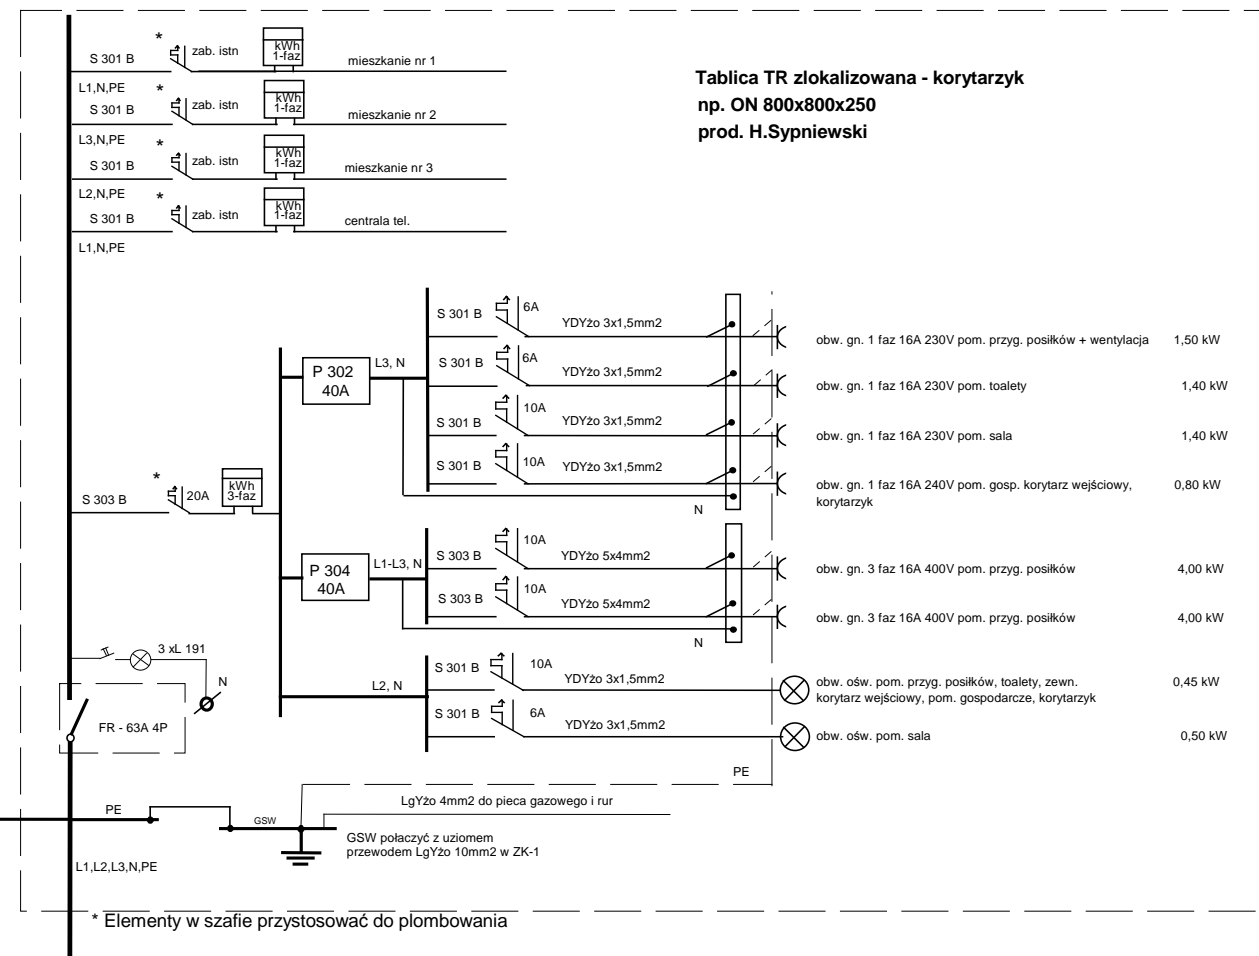 *
S 301 B
zab. istn
kWh
1-faz
mieszkanie nr 1
L1,N,PE
*
S 301 B
zab. istn
kWh
1-faz
mieszkanie nr 2
L3,N,PE
*
S 301 B
zab. istn
kWh
1-faz
mieszkanie nr 3
L2,N,PE
*
S 301 B
zab. istn
kWh
1-faz
centrala tel.
L1,N,PE
Tablica TR zlokalizowana - korytarzyk
np. ON 800x800x250
prod. H.Sypniewski
*
S 303 B
20A
kWh
3-faz
P 302
40A
L3, N
S 301 B
6A
YDYżo 3x1,5mm2
obw. gn. 1 faz 16A 230V pom. przyg. posiłków + wentylacja
1,50 kW
S 301 B
6A
YDYżo 3x1,5mm2
obw. gn. 1 faz 16A 230V pom. toalety
1,40 kW
S 301 B
10A
YDYżo 3x1,5mm2
obw. gn. 1 faz 16A 230V pom. sala
1,40 kW
S 301 B
10A
YDYżo 3x1,5mm2
obw. gn. 1 faz 16A 240V pom. gosp. korytarz wejściowy,
korytarzyk
0,80 kW
N
P 304
40A
L1-L3, N
S 303 B
10A
YDYżo 5x4mm2
obw. gn. 3 faz 16A 400V pom. przyg. posiłków
4,00 kW
S 303 B
10A
YDYżo 5x4mm2
obw. gn. 3 faz 16A 400V pom. przyg. posiłków
4,00 kW
N
L2, N
S 301 B
10A
YDYżo 3x1,5mm2
obw. ośw. pom. przyg. posiłków, toalety, zewn.
korytarz wejściowy, pom. gospodarcze, korytarzyk
0,45 kW
S 301 B
6A
YDYżo 3x1,5mm2
obw. ośw. pom. sala
0,50 kW
3 xL 191
N
FR - 63A 4P
PE
PE
GSW
LgYżo 4mm2 do pieca gazowego i rur
GSW połaczyć z uziomem
przewodem LgYżo 10mm2 w ZK-1
L1,L2,L3,N,PE
* Elementy w szafie przystosować do plombowania